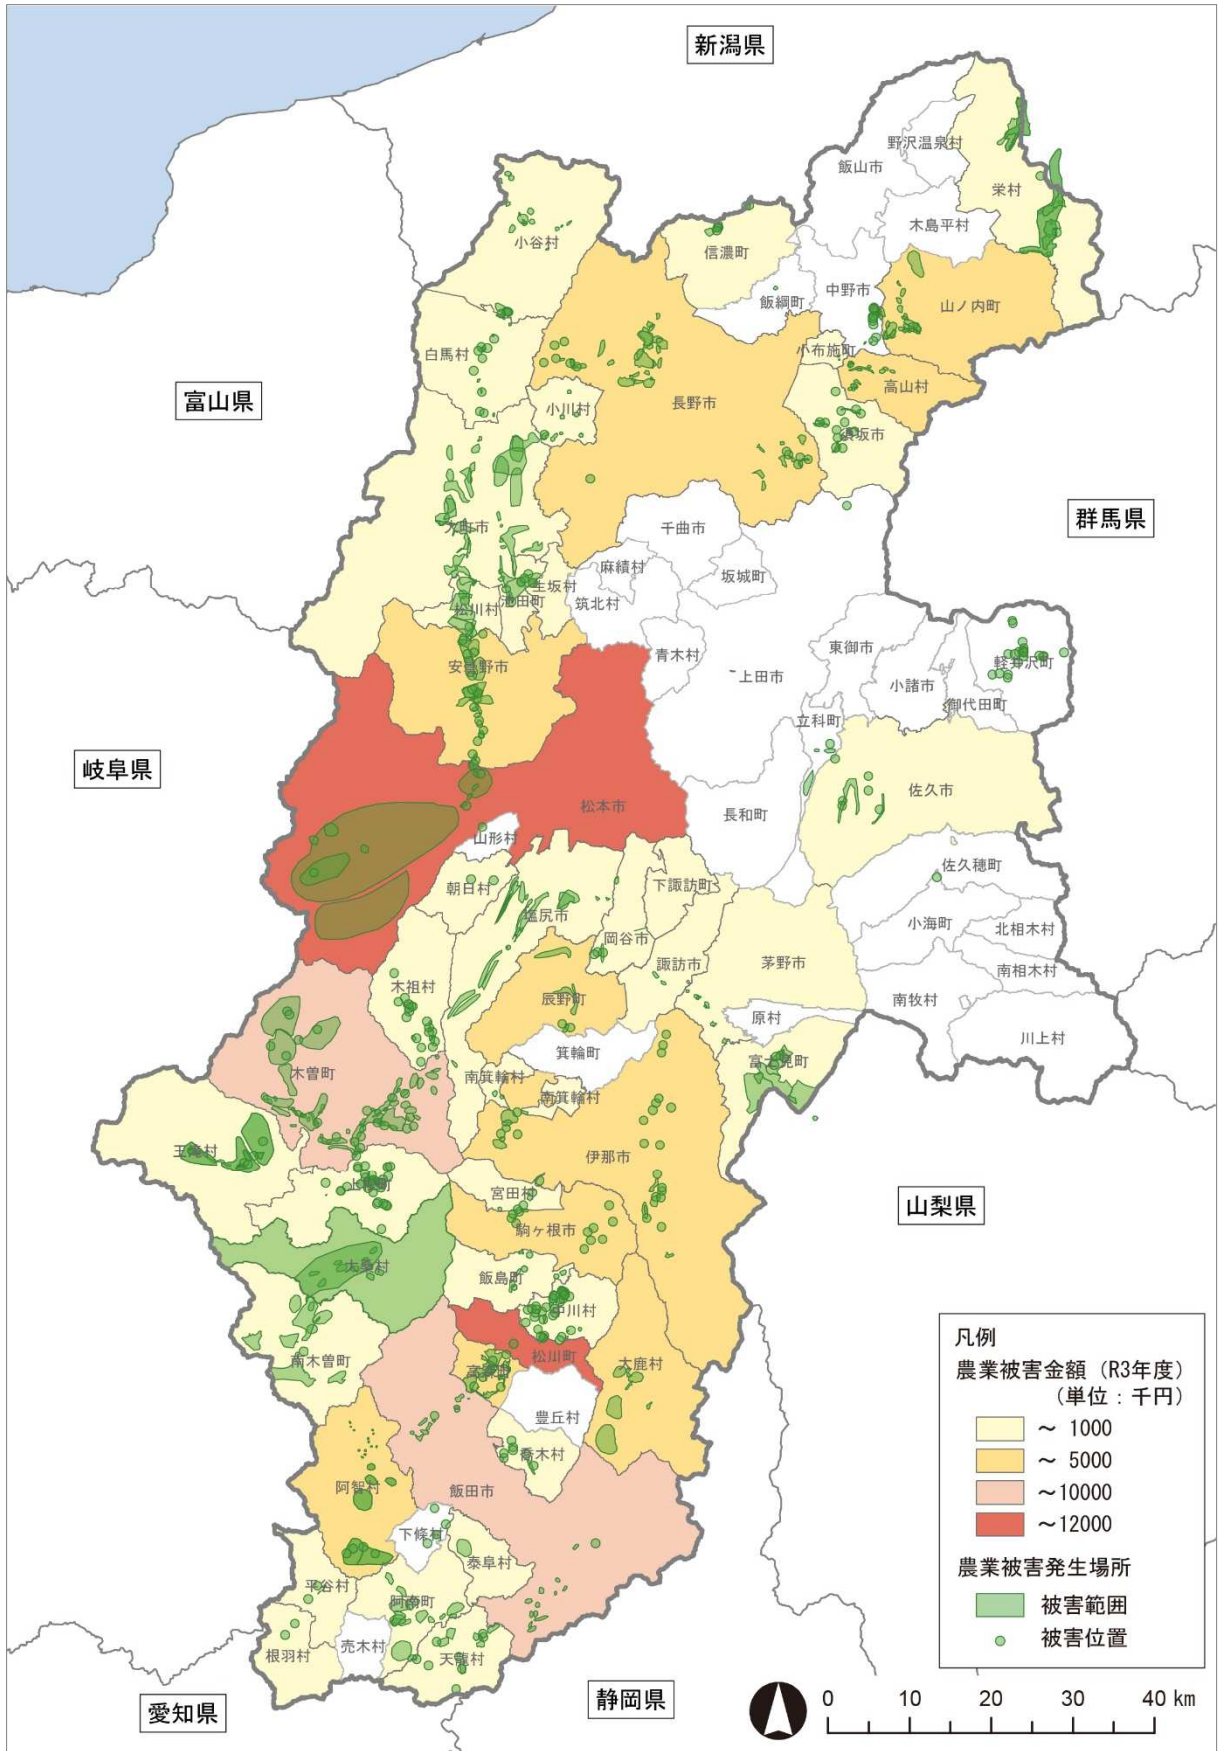 新潟県
野沢温泉村
飯山市
栄村
木島平村
小谷村
信濃町
飯綱町
中野市
山ノ内町
白馬村
小布施町
富山県
高山村
小川村
長野市
須坂市
群馬県
大町市
千曲市
麻績村
坂城町
生坂村
池田町
松川村
筑北村
東御市
青木村
軽井沢町
安曇野市
上田市
小諸市
御代田町
立科町
岐阜県
佐久市
松本市
長和町
山形村
佐久穂町
朝日村
下諏訪町
塩尻市
小海町
北相木村
岡谷市
諏訪市
茅野市
南相木村
木祖村
辰野町
南牧村
原村
川上村
箕輪町
富士見町
木曽町
南箕輪村
南箕輪村
王滝村
伊那市
上松町
宮田村
山梨県
駒ヶ根市
大桑村
飯島町
中川村
南木曽町
松川町
大鹿村
高森町
豊丘村
喬木村
阿智村
飯田市
下條村
泰阜村
平谷村
阿南町
根羽村
売木村
天龍村
愛知県
静岡県
凡例
農業被害金額(R3年度)
(単位:千円)
~ 1000
~ 5000
~10000
~12000
農業被害発生場所
被害範囲
被害位置
0 10 20 30 40 km